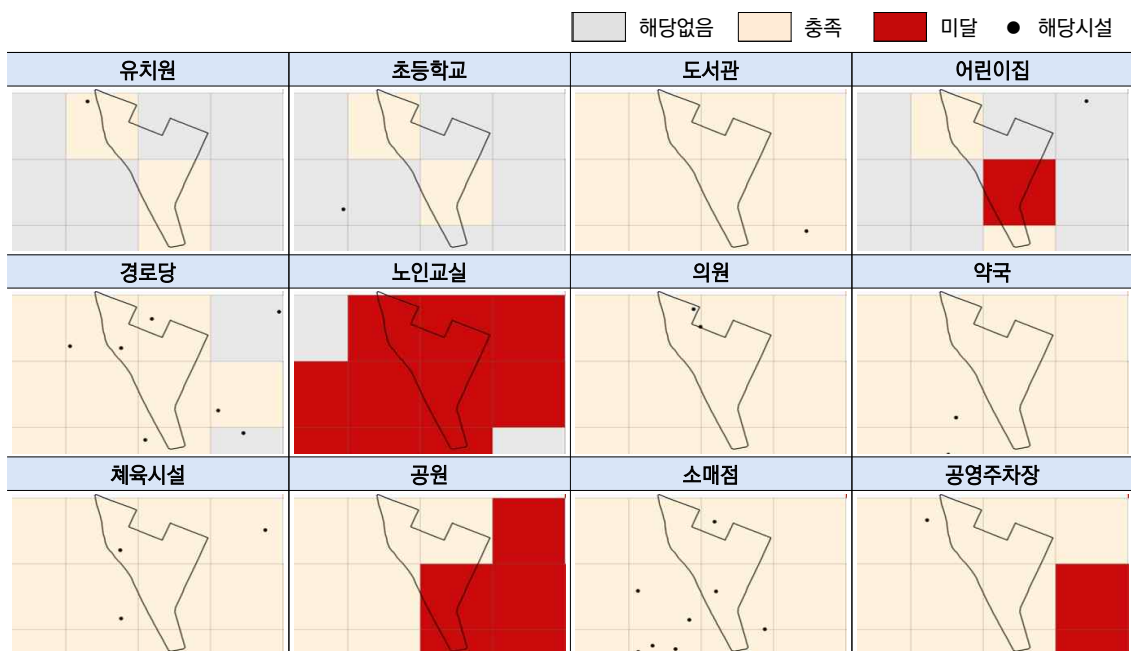 해당없음 충족 미달 해당시설
유치원 초등학교 도서관 어린이집
경로당 노인교실 의원 약국
체육시설 공원 소매점 공영주차장